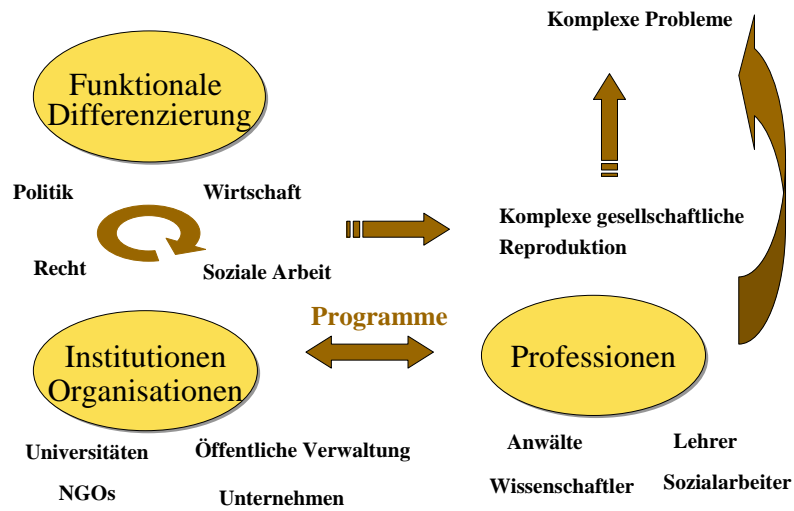 Komplexe Probleme
Funktionale
Differenzierung
Politik
Wirtschaft
Recht
Soziale Arbeit
Komplexe gesellschaftliche
Reproduktion
Programme
Institutionen
Organisationen
Professionen
Universitäten
Öffentliche Verwaltung
NGOs
Unternehmen
Anwälte
Lehrer
Wissenschaftler
Sozialarbeiter